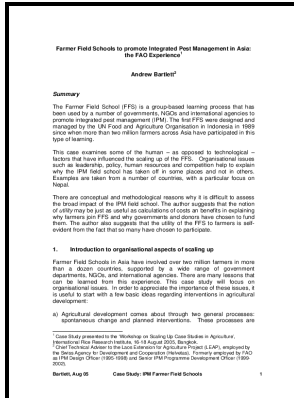 Farmer Field Schools to promote Integrated Pest Management in Asia:
the FAO Experience1
Andrew Bartlett2
Summary
The Farmer Field School (FFS) is a group-based learning process that
has been used by a number of governments, NGOs and international agencies to
promote integrated pest management (IPM). The first FFS were designed and
managed by the UN Food and Agriculture Organisation in Indonesia in 1989
since when more than two million farmers across Asia have participated in this
type of learning.
This case examines some of the human – as opposed to technological –
factors that have influenced the scaling up of the FFS. Organisational issues
such as leadership, policy, human resources and competition help to explain
why the IPM field school has taken off in some places and not in others.
Examples are taken from a number of countries, with a particular focus on
Nepal.
There are conceptual and methodological reasons why it is difficult to assess
the broad impact of the IPM field school. The author suggests that the notion
of utility may be just as useful as calculations of costs an benefits in explaining
why farmers join FFS and why governments and donors have chosen to fund
them. The author also suggests that the utility of the FFS to farmers is self-
evident from the fact that so many have chosen to participate.
1. Introduction to organisational aspects of scaling up
Farmer Field Schools in Asia have involved over two million farmers in more
than a dozen countries, supported by a wide range of government
departments, NGOs, and international agencies. There are many lessons that
can be learned from this experience. This case study will focus on
organisational issues. In order to appreciate the importance of these issues, it
is useful to start with a few basic ideas regarding interventions in agricultural
development:
a) Agricultural development comes about through two general processes:
spontaneous change and planned interventions. These processes are
1 Case Study presented to the 'Workshop on Scaling Up Case Studies in Agriculture',
International Rice Research Institute, 16-18 August 2005, Bangkok.
2 Chief Technical Adviser to the Laos Extension for Agriculture Project (LEAP), employed by
the Swiss Agency for Development and Cooperation (Helvetas). Formerly employed by FAO
as IPM Design Officer (1995-1998) and Senior IPM Programme Development Officer (1999-
2002).
Bartlett, Aug 05 Case Study: IPM Farmer Field Schools 1